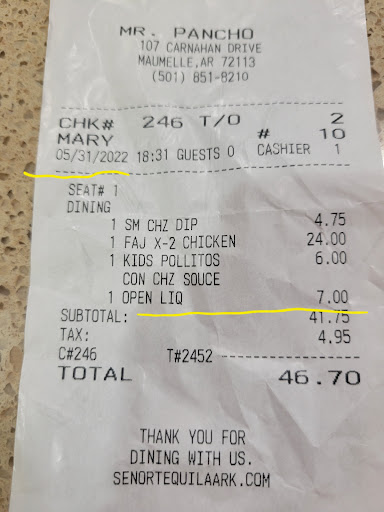 MR. PANCHO
107 CARNAHAN DRIVE
MAUMELLE,AR 72113
(501) 851-8210
CHK# 246 T/O 2
MARY # 10
05/31/2022 18:31 GUESTS 0 CASHIER 1
SEAT# 1
DINING
1 SM CHZ DIP 4.75
1 FAJ X-2 CHICKEN 24.00
1 KIDS POLLITOS 6.00
CON CHZ SOUCE
1 OPEN LIQ 7.00
SUBTOTAL: 41.75
TAX: 4.95
C#246 T#2452 ---------------
TOTAL 46.70
THANK YOU FOR
DINING WITH US.
SENORTEQUILAARK.COM